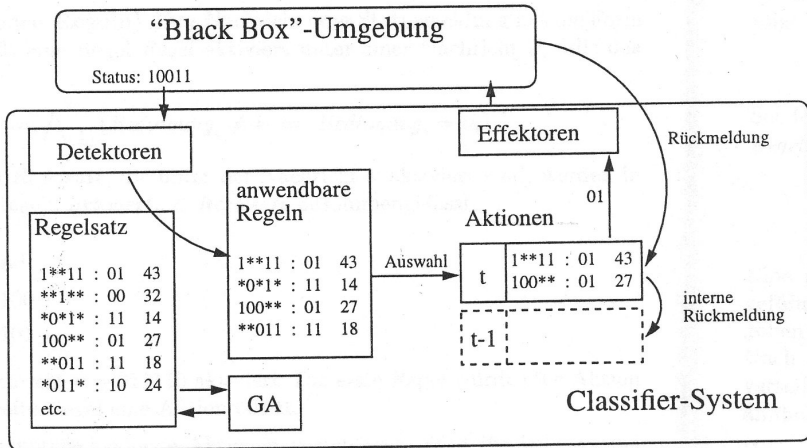 “Black Box”-Umgebung
Status: 10011
Detektoren
Effektoren
Rückmeldung
01
Regelsatz
1**11 : 01 43
**1** : 00 32
*0*1* : 11 14
100** : 01 27
**011 : 11 18
*011* : 10 24
etc.
anwendbare
Regeln
1**11 : 01 43
*0*1* : 11 14
100** : 01 27
**011 : 11 18
Auswahl
Aktionen
t
1**11 : 01 43
100** : 01 27
t-1
interne
Rückmeldung
GA
Classifier-System